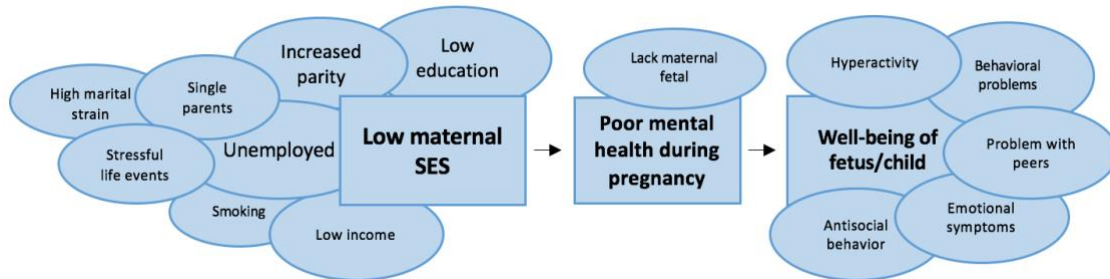 Increased
parity
Low
education
High marital
strain
Single
parents
Unemployed
Stressful
life events
Smoking
Low income
Low maternal
SES
Lack maternal
fetal
Poor mental
health during
pregnancy
Hyperactivity
Behavioral
problems
Well-being of
fetus/child
Problem with
peers
Emotional
symptoms
Antisocial
behavior